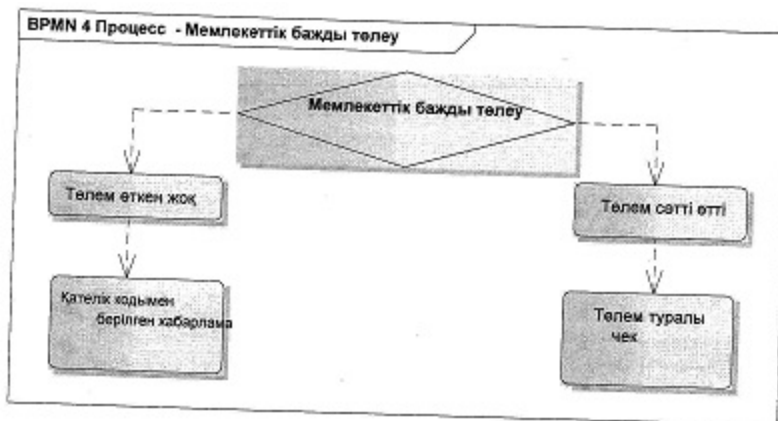 BPMN 4 Процесс - Мемлекеттік бажды төлеу
Мемлекеттік бажды төлеу
Төлем өткен жоқ
Төлем сәтті өтті
Қателік кодымен
берілген хабарлама
Төлем туралы
чек